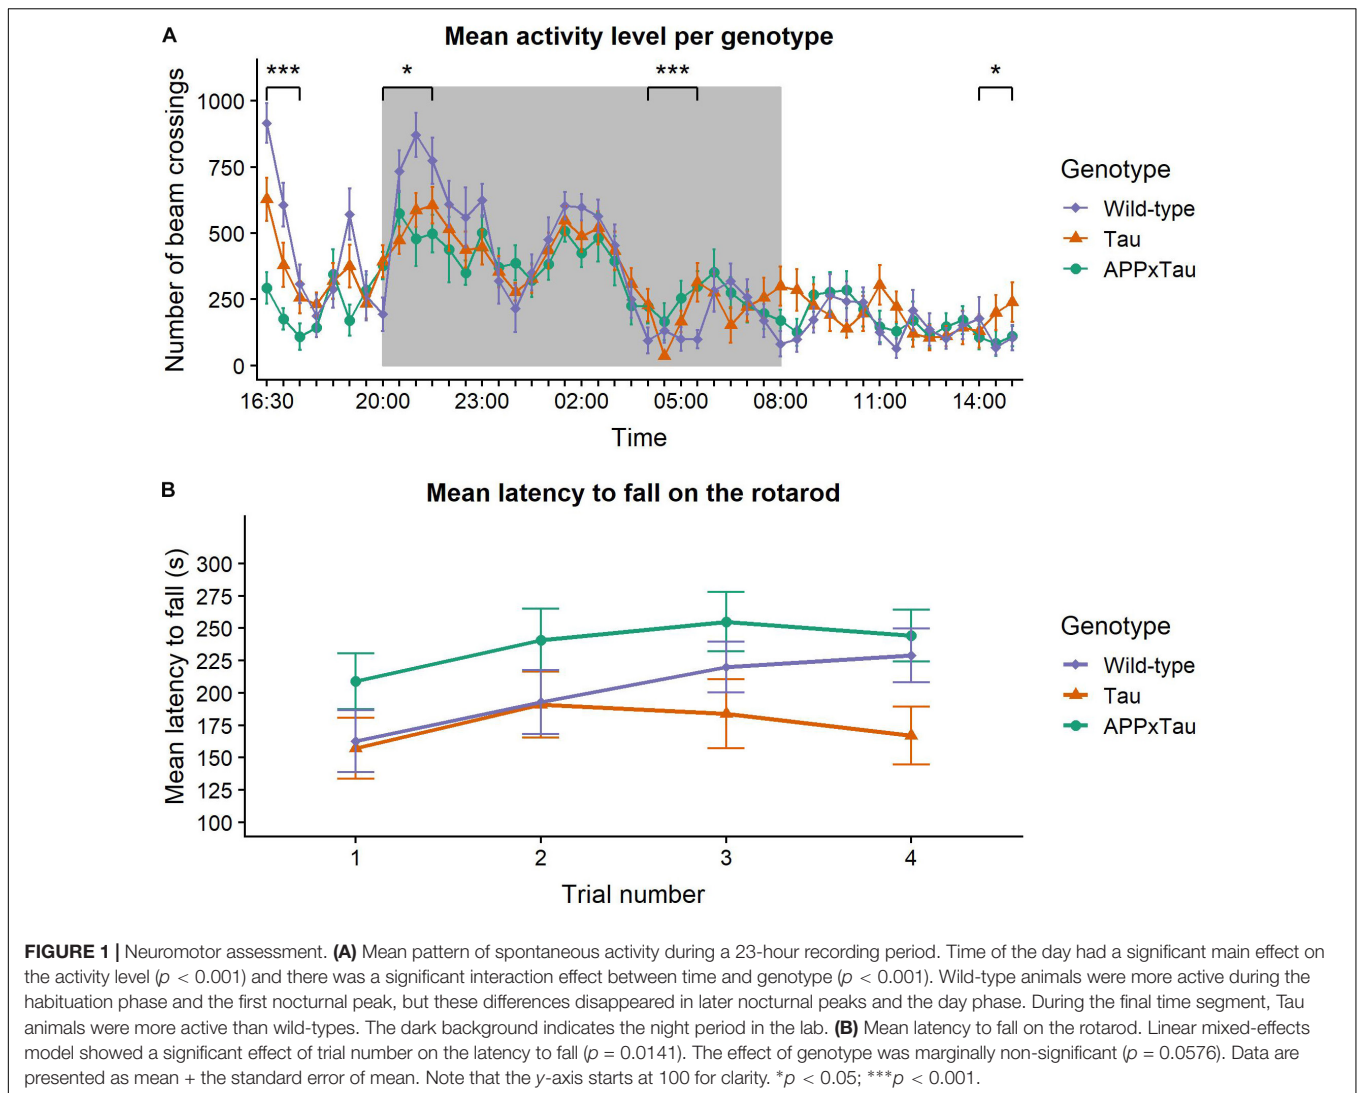 A
Mean activity level per genotype
*** * *** *
Number of beam crossings
1000
750
500
250
0
16:30 20:00 23:00 02:00 05:00 08:00 11:00 14:00
Time
Genotype
Wild-type
Tau
APPxTau
B
Mean latency to fall on the rotarod
Mean latency to fall (s)
300
275
250
225
200
175
150
125
100
1 2 3 4
Trial number
Genotype
Wild-type
Tau
APPxTau
FIGURE 1 | Neuromotor assessment. (A) Mean pattern of spontaneous activity during a 23-hour recording period. Time of the day had a significant main effect on
the activity level (p < 0.001) and there was a significant interaction effect between time and genotype (p < 0.001). Wild-type animals were more active during the
habituation phase and the first nocturnal peak, but these differences disappeared in later nocturnal peaks and the day phase. During the final time segment, Tau
animals were more active than wild-types. The dark background indicates the night period in the lab. (B) Mean latency to fall on the rotarod. Linear mixed-effects
model showed a significant effect of trial number on the latency to fall (p = 0.0141). The effect of genotype was marginally non-significant (p = 0.0576). Data are
presented as mean + the standard error of mean. Note that the y-axis starts at 100 for clarity. *p < 0.05; ***p < 0.001.